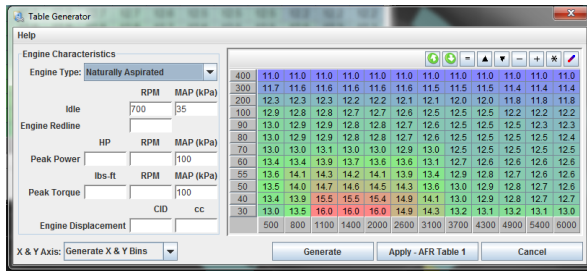 Table Generator
Help
Engine Characteristics
Engine Type: Naturally Aspirated
RPM MAP (kPa)
Idle 700 35
Engine Redline
HP RPM MAP (kPa)
Peak Power 100
lbs-ft RPM MAP (kPa)
Peak Torque 100
CID cc
Engine Displacement
X & Y Axis: Generate X & Y Bins
= ▲ ▼ − + *
400 11.0 11.0 11.0 11.0 11.0 11.0 11.0 11.0 11.0 11.0 11.0 11.0
300 11.7 11.6 11.6 11.6 11.6 11.5 11.5 11.5 11.5 11.4 11.4 11.4
200 12.3 12.3 12.3 12.2 12.2 12.1 12.1 12.0 12.0 11.8 11.8 11.8
100 12.9 12.8 12.8 12.7 12.7 12.6 12.5 12.5 12.5 12.2 12.2 12.2
90 13.0 12.9 12.9 12.8 12.8 12.7 12.5 12.5 12.5 12.5 12.3 12.3
80 13.0 12.9 12.9 12.8 12.8 12.7 12.6 12.5 12.5 12.5 12.5 12.4
70 13.0 13.0 13.1 13.0 13.0 12.9 13.0 12.5 12.5 12.5 12.5 12.5
60 13.4 13.4 13.9 13.7 13.6 13.6 13.1 12.7 12.6 12.6 12.6 12.6
55 13.6 14.1 14.3 14.2 14.1 13.9 13.4 12.9 12.8 12.7 12.6 12.6
50 13.5 14.0 14.7 14.6 14.5 14.3 13.6 13.0 12.9 12.8 12.7 12.6
40 13.4 13.9 15.5 15.5 15.4 14.9 14.1 13.0 12.9 12.8 12.7 12.8
30 13.0 13.5 16.0 16.0 16.0 14.9 14.3 13.2 13.1 13.2 13.1 13.0
500 800 1100 1400 2000 2600 3100 3700 4300 4900 5400 6000
Generate Apply - AFR Table 1 Cancel